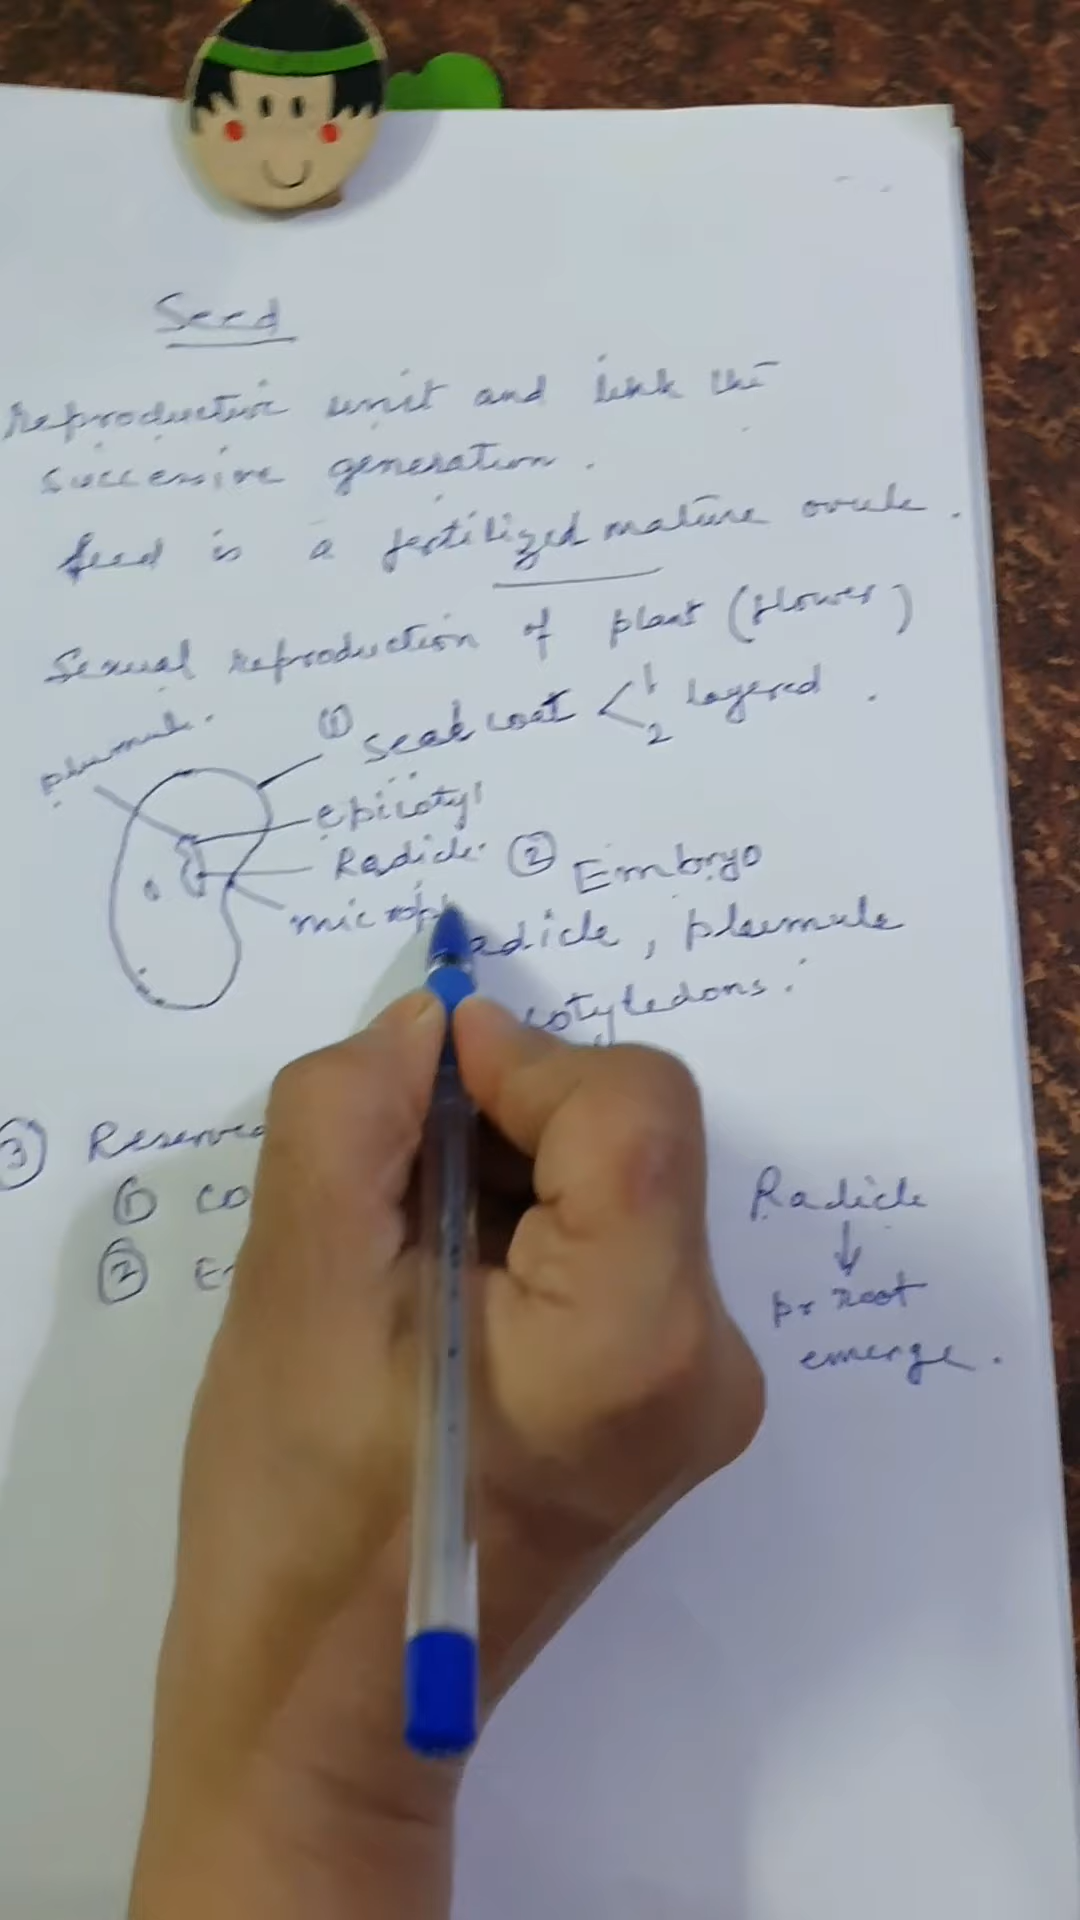 Seed
Reproductive unit and link the
successive generation.
Seed is a fertilized mature ovule.
Sexual reproduction of plant (flower)
plumule.
① Seed coat < 1 2 layered.
Epicotyl
Radicle.
② Embryo
radicle, plumule
cotyledons.
③
①
②
Radicle
↓
pr root
emerge.